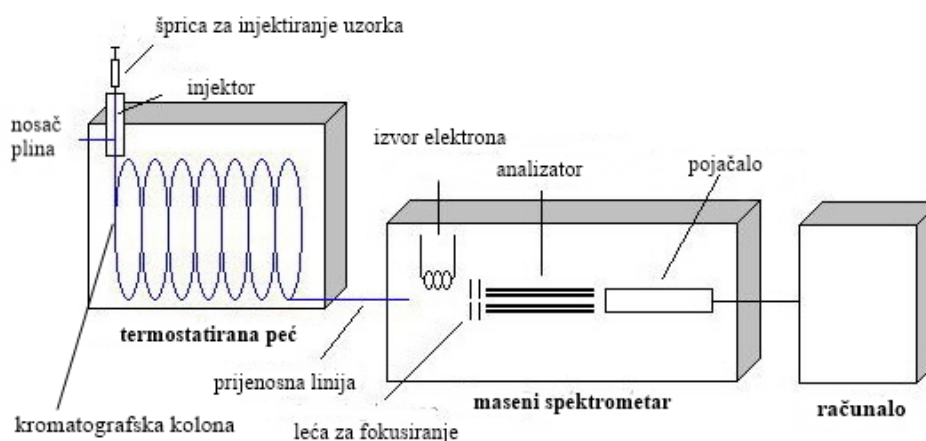 šprica za injektiranje uzorka
injektor
nosač
plina
izvor elektrona
analizator
pojačalo
termostatirana peć
prijenosna linija
maseni spektrometar
računalo
kromatografska kolona
leća za fokusiranje